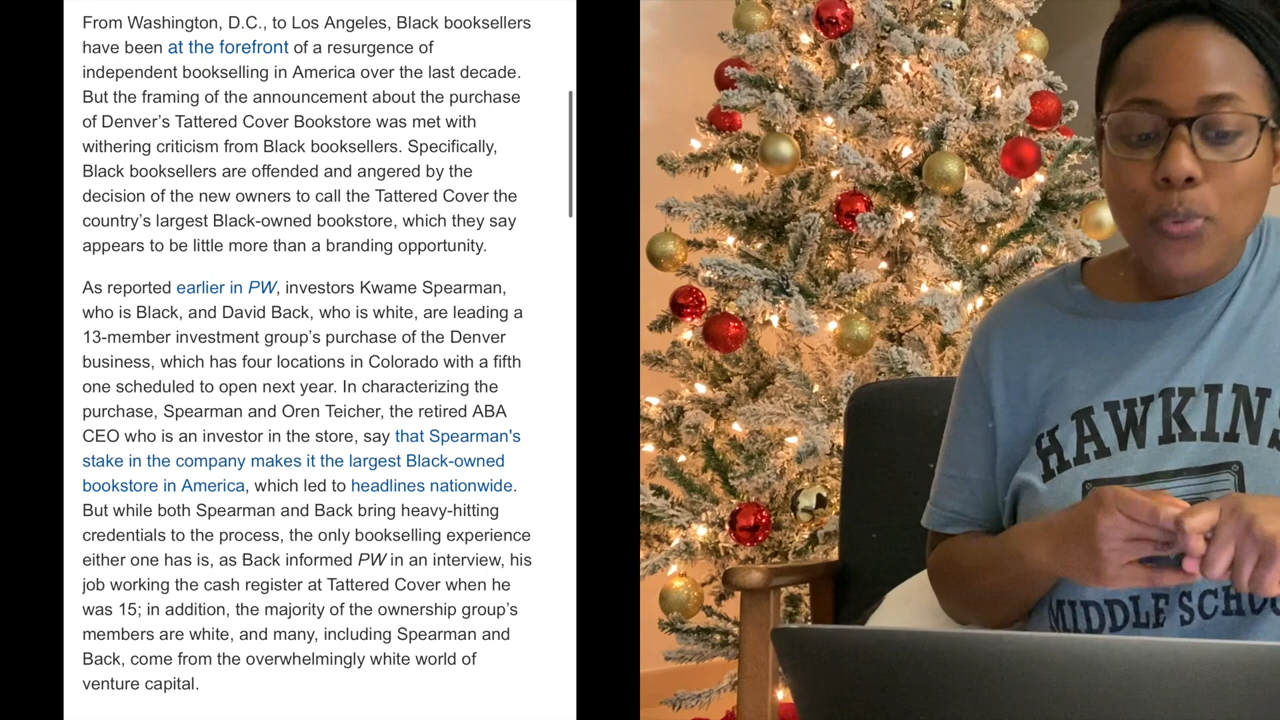 From Washington, D.C., to Los Angeles, Black booksellers
have been at the forefront of a resurgence of
independent bookselling in America over the last decade.
But the framing of the announcement about the purchase
of Denver’s Tattered Cover Bookstore was met with
withering criticism from Black booksellers. Specifically,
Black booksellers are offended and angered by the
decision of the new owners to call the Tattered Cover the
country’s largest Black-owned bookstore, which they say
appears to be little more than a branding opportunity.
As reported earlier in PW, investors Kwame Spearman,
who is Black, and David Back, who is white, are leading a
13-member investment group’s purchase of the Denver
business, which has four locations in Colorado with a fifth
one scheduled to open next year. In characterizing the
purchase, Spearman and Oren Teicher, the retired ABA
CEO who is an investor in the store, say that Spearman's
stake in the company makes it the largest Black-owned
bookstore in America, which led to headlines nationwide.
But while both Spearman and Back bring heavy-hitting
credentials to the process, the only bookselling experience
either one has is, as Back informed PW in an interview, his
job working the cash register at Tattered Cover when he
was 15; in addition, the majority of the ownership group’s
members are white, and many, including Spearman and
Back, come from the overwhelmingly white world of
venture capital.
HAWKINS
MIDDLE SCHO